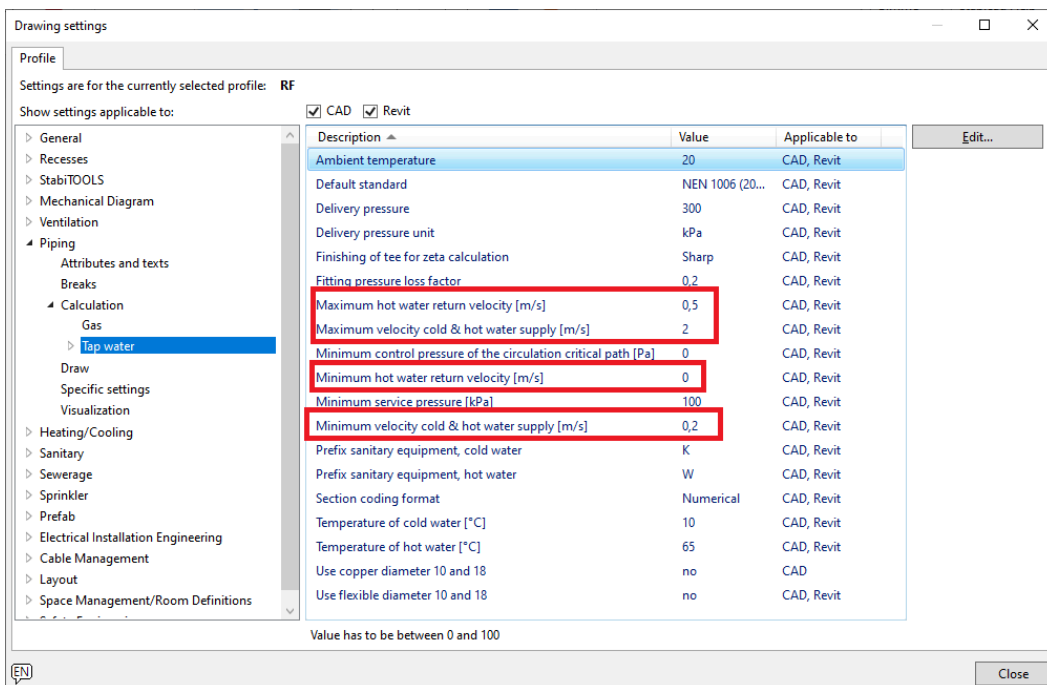 Drawing settings
Profile
Settings are for the currently selected profile: RF
Show settings applicable to:
CAD Revit
General
Recesses
StabiTOOLS
Mechanical Diagram
Ventilation
Piping
Attributes and texts
Breaks
Calculation
Gas
Tap water
Draw
Specific settings
Visualization
Heating/Cooling
Sanitary
Sewerage
Sprinkler
Prefab
Electrical Installation Engineering
Cable Management
Layout
Space Management/Room Definitions
Description Value Applicable to
Ambient temperature 20 CAD, Revit
Default standard NEN 1006 (20... CAD, Revit
Delivery pressure 300 CAD, Revit
Delivery pressure unit kPa CAD, Revit
Finishing of tee for zeta calculation Sharp CAD, Revit
Fitting pressure loss factor 0,2 CAD, Revit
Maximum hot water return velocity [m/s] 0,5 CAD, Revit
Maximum velocity cold & hot water supply [m/s] 2 CAD, Revit
Minimum control pressure of the circulation critical path [Pa] 0 CAD, Revit
Minimum hot water return velocity [m/s] 0 CAD, Revit
Minimum service pressure [kPa] 100 CAD, Revit
Minimum velocity cold & hot water supply [m/s] 0,2 CAD, Revit
Prefix sanitary equipment, cold water K CAD, Revit
Prefix sanitary equipment, hot water W CAD, Revit
Section coding format Numerical CAD, Revit
Temperature of cold water [°C] 10 CAD, Revit
Temperature of hot water [°C] 65 CAD, Revit
Use copper diameter 10 and 18 no CAD
Use flexible diameter 10 and 18 no CAD, Revit
Edit...
Value has to be between 0 and 100
EN
Close